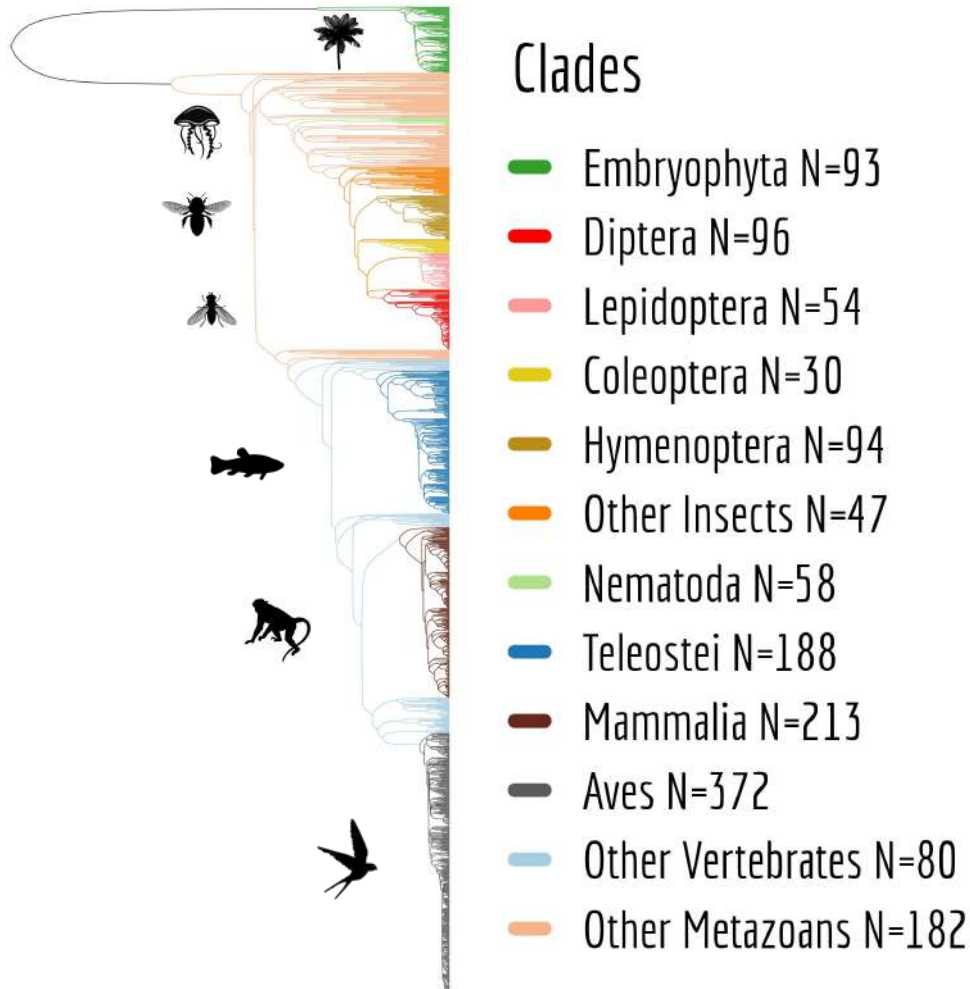 Clades
Embryophyta N=93
Diptera N=96
Lepidoptera N=54
Coleoptera N=30
Hymenoptera N=94
Other Insects N=47
Nematoda N=58
Teleostei N=188
Mammalia N=213
Aves N=372
Other Vertebrates N=80
Other Metazoans N=182